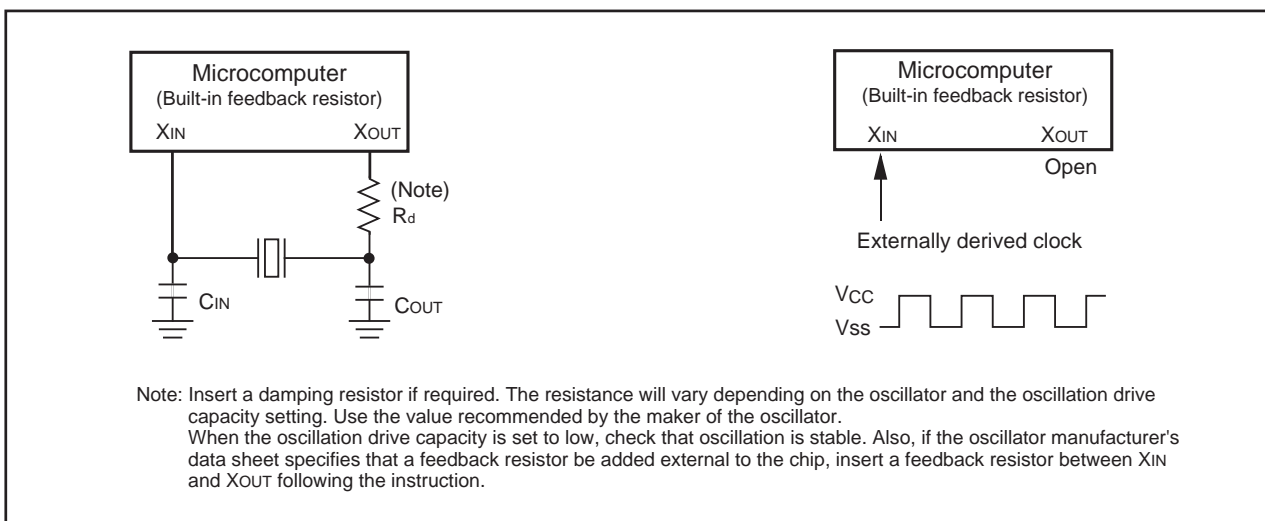 Microcomputer
(Built-in feedback resistor)
XIN
XOUT
(Note)
Rd
CIN
COUT
Microcomputer
(Built-in feedback resistor)
XIN
XOUT
Open
Externally derived clock
VCC
Vss
Note: Insert a damping resistor if required. The resistance will vary depending on the oscillator and the oscillation drive
capacity setting. Use the value recommended by the maker of the oscillator.
When the oscillation drive capacity is set to low, check that oscillation is stable. Also, if the oscillator manufacturer's
data sheet specifies that a feedback resistor be added external to the chip, insert a feedback resistor between XIN
and XOUT following the instruction.